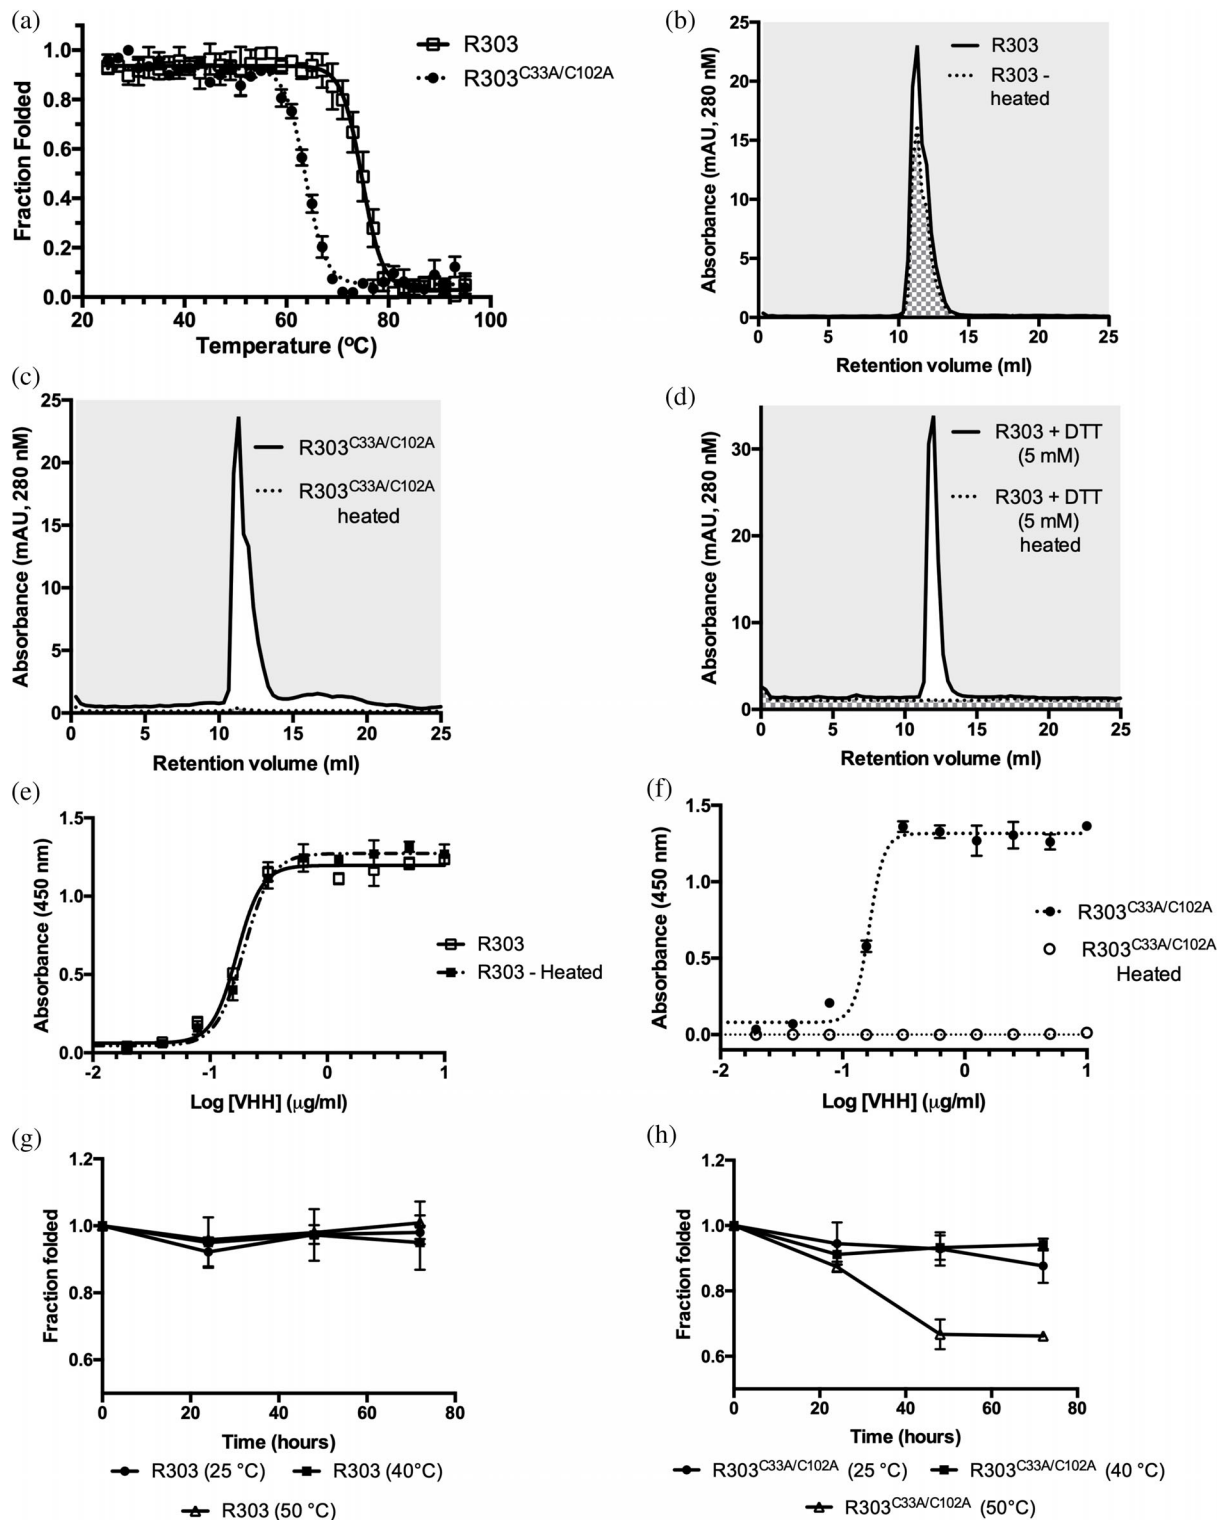 (a)
Fraction Folded
1.0
0.8
0.6
0.4
0.2
0.0
20 40 60 80 100
Temperature (ºC)
R303
R303C33A/C102A
(b)
Absorbance (mAU, 280 nM)
25
20
15
10
5
0
0 5 10 15 20 25
Retention volume (ml)
R303
R303 -
heated
(c)
Absorbance (mAU, 280 nM)
25
20
15
10
5
0
0 5 10 15 20 25
Retention volume (ml)
R303C33A/C102A
R303C33A/C102A
heated
(d)
Absorbance (mAU, 280 nM)
30
20
10
0
0 5 10 15 20 25
Retention volume (ml)
R303 + DTT
(5 mM)
R303 + DTT
(5 mM)
heated
(e)
Absorbance (450 nm)
1.5
1.0
0.5
0.0
-2 -1 0 1
Log [VHH] (μg/ml)
R303
R303 - Heated
(f)
Absorbance (450 nm)
1.5
1.0
0.5
0.0
-2 -1 0 1
Log [VHH] (μg/ml)
R303C33A/C102A
R303C33A/C102A
Heated
(g)
Fraction folded
1.2
1.0
0.8
0.6
0 20 40 60 80
Time (hours)
R303 (25 °C) R303 (40°C)
R303 (50 °C)
(h)
Fraction folded
1.2
1.0
0.8
0.6
0 20 40 60 80
Time (hours)
R303C33A/C102A (25 °C) R303C33A/C102A (40 °C)
R303C33A/C102A (50°C)